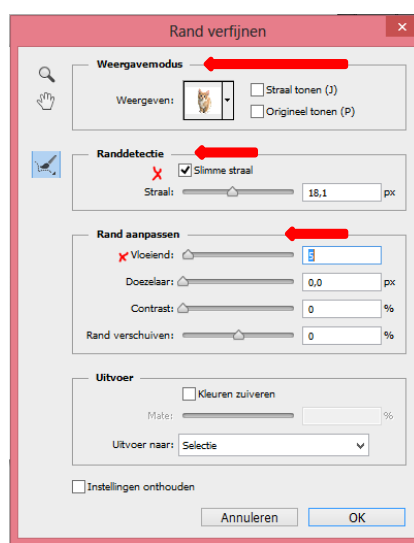 Rand verfijnen
Weergavemodus
Weergeven:
Straal tonen (J)
Origineel tonen (P)
Randdetectie
Slimme straal
Straal: 18,1 px
Rand aanpassen
Vloeiend: 5
Doezelaar: 0,0 px
Contrast: 0 %
Rand verschuiven: 0 %
Uitvoer
Kleuren zuiveren
Mate: %
Uitvoer naar: Selectie
Instellingen onthouden
Annuleren OK